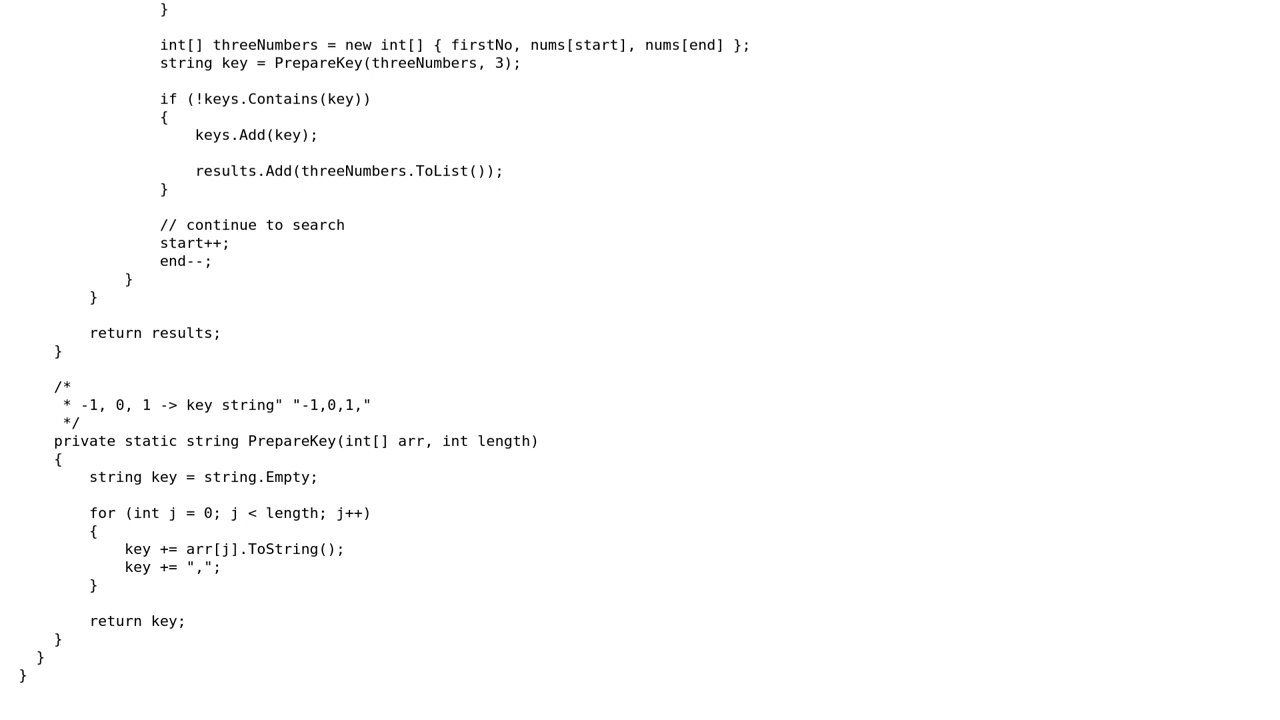 }
int[] threeNumbers = new int[] { firstNo, nums[start], nums[end] };
string key = PrepareKey(threeNumbers, 3);
if (!keys.Contains(key))
{
keys.Add(key);
results.Add(threeNumbers.ToList());
}
// continue to search
start++;
end--;
}
}
return results;
}
/*
* -1, 0, 1 -> key string" "-1,0,1,"
*/
private static string PrepareKey(int[] arr, int length)
{
string key = string.Empty;
for (int j = 0; j < length; j++)
{
key += arr[j].ToString();
key += ",";
}
return key;
}
}
}